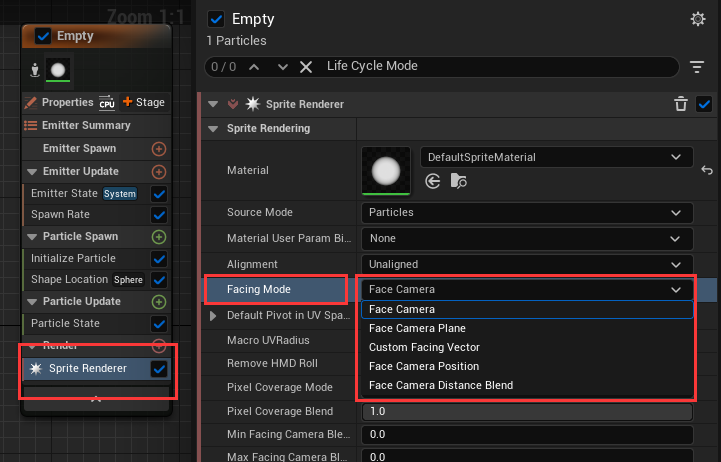 Zoom 1:1
Empty
Properties CPU + Stage
Emitter Summary
Emitter Spawn
Emitter Update
Emitter State System
Spawn Rate
Particle Spawn
Initialize Particle
Shape Location Sphere
Particle Update
Particle State
Render
Sprite Renderer
Empty
1 Particles
0 / 0 Life Cycle Mode
Sprite Renderer
Sprite Rendering
Material DefaultSpriteMaterial
Source Mode Particles
Material User Param Bi... None
Alignment Unaligned
Facing Mode Face Camera
Face Camera
Default Pivot in UV Spa...
Face Camera Plane
Macro UVRadius
Custom Facing Vector
Remove HMD Roll
Face Camera Position
Pixel Coverage Mode
Face Camera Distance Blend
Pixel Coverage Blend 1.0
Min Facing Camera Ble... 0.0
Max Facing Camera Bl... 0.0